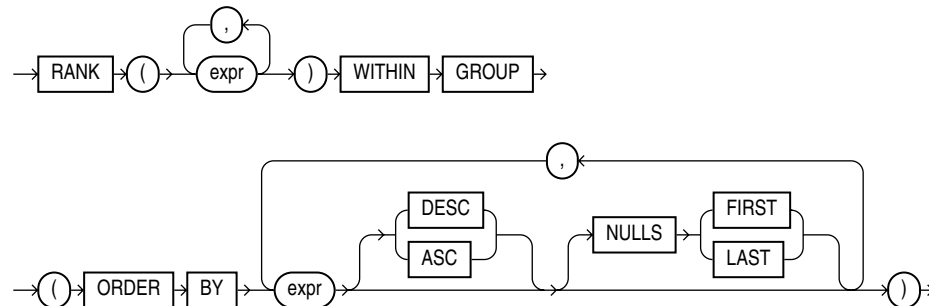 ,
RANK ( expr ) WITHIN GROUP
,
DESC FIRST
NULLS
ASC LAST
( ORDER BY expr )